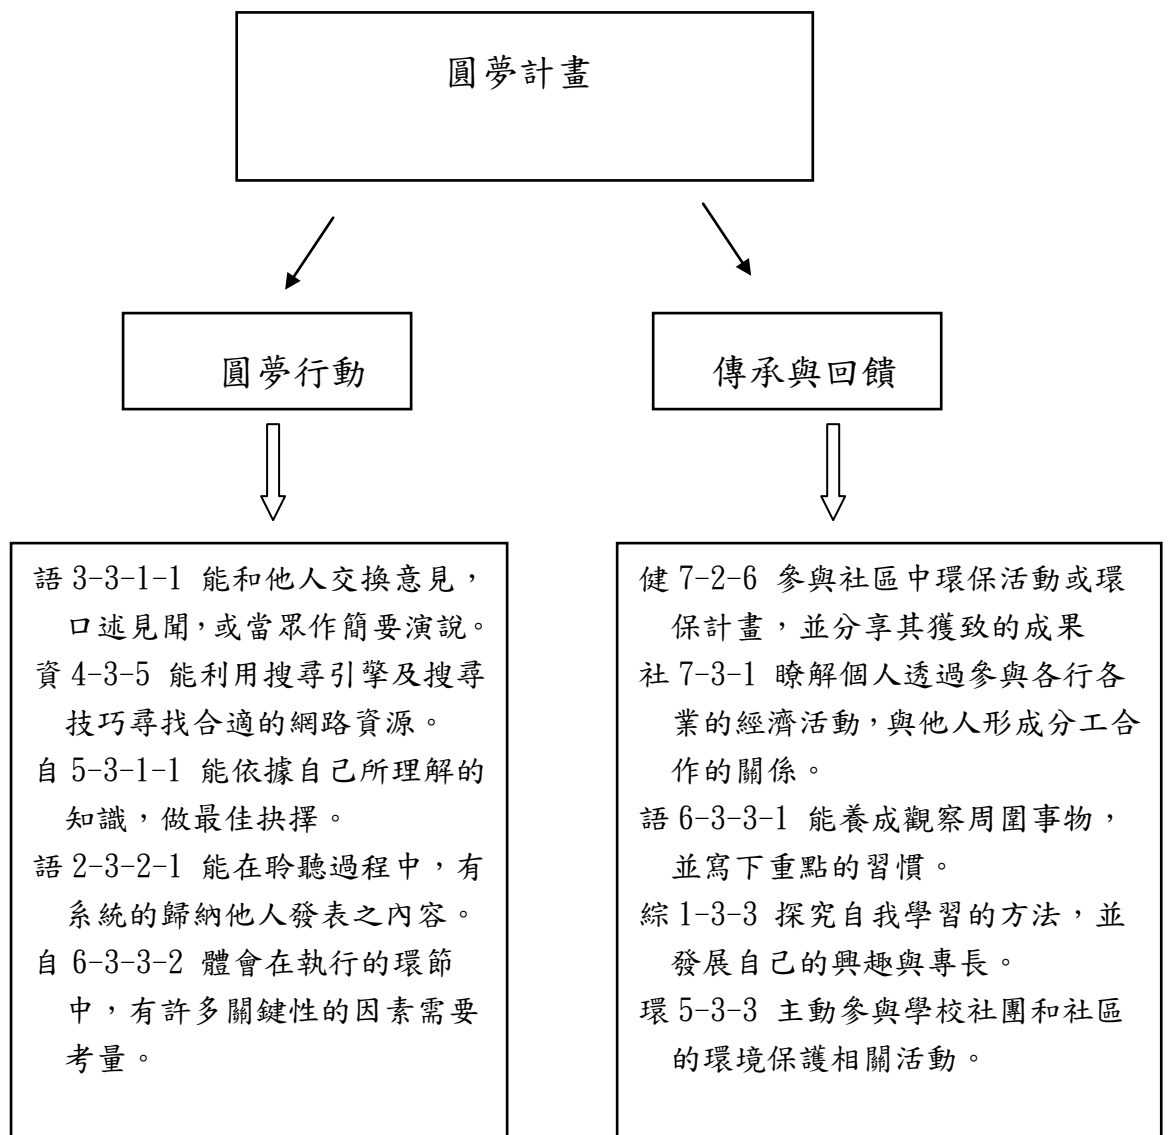 圓夢計畫
圓夢行動
傳承與回饋
語 3-3-1-1 能和他人交換意見，
口述見聞，或當眾作簡要演說。
資 4-3-5 能利用搜尋引擎及搜尋
技巧尋找合適的網路資源。
自 5-3-1-1 能依據自己所理解的
知識，做最佳抉擇。
語 2-3-2-1 能在聆聽過程中，有
系統的歸納他人發表之內容。
自 6-3-3-2 體會在執行的環節
中，有許多關鍵性的因素需要
考量。
健 7-2-6 參與社區中環保活動或環
保計畫，並分享其獲致的成果
社 7-3-1 瞭解個人透過參與各行各
業的經濟活動，與他人形成分工合
作的關係。
語 6-3-3-1 能養成觀察周圍事物，
並寫下重點的習慣。
綜 1-3-3 探究自我學習的方法，並
發展自己的興趣與專長。
環 5-3-3 主動參與學校社團和社區
的環境保護相關活動。